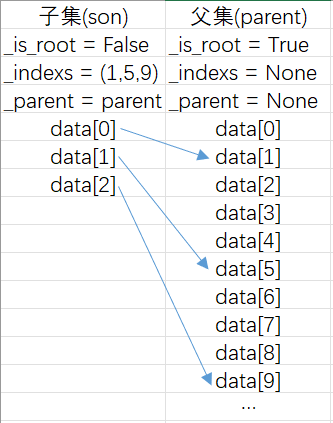 子集(son) 父集(parent)
_is_root = False _is_root = True
_indexs = (1,5,9) _indexs = None
_parent = parent _parent = None
data[0] data[0]
data[1] data[1]
data[2] data[2]
data[3]
data[4]
data[5]
data[6]
data[7]
data[8]
data[9]
...